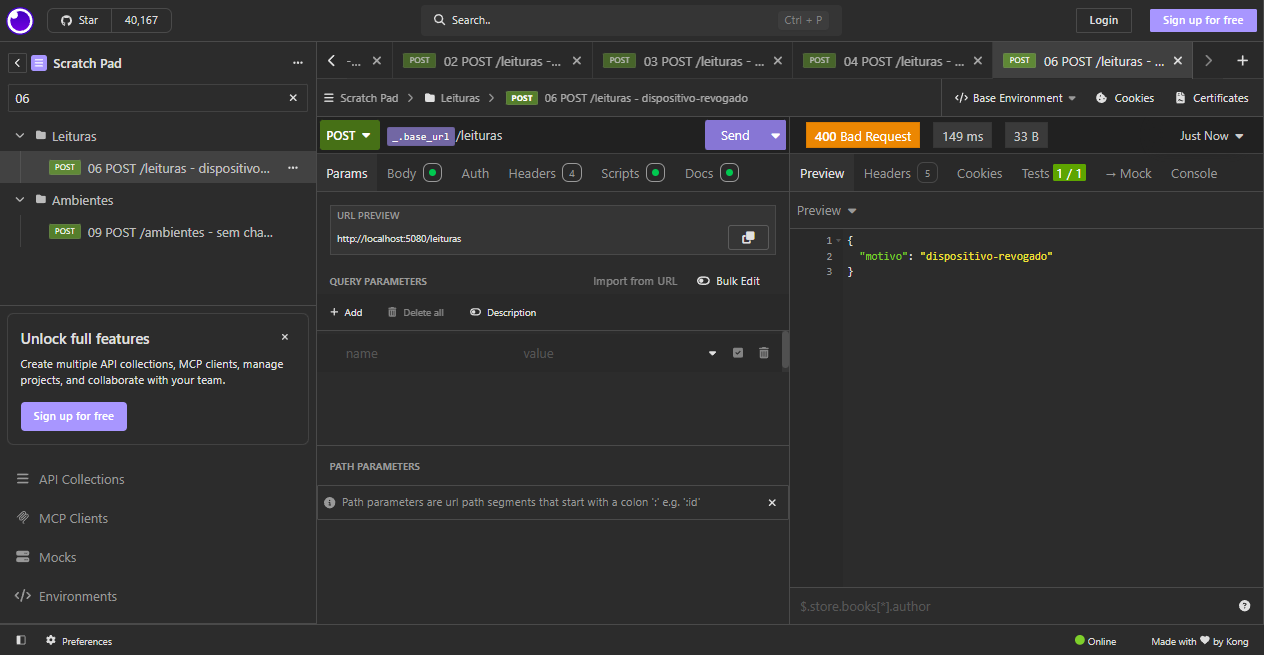 Star 40,167
Search..
Ctrl + P
Login
Sign up for free
Scratch Pad
06
Leituras
POST 06 POST /leituras - dispositivo...
Ambientes
POST 09 POST /ambientes - sem cha...
Unlock full features
Create multiple API collections, MCP clients, manage
projects, and collaborate with your team.
Sign up for free
API Collections
MCP Clients
Mocks
Environments
Preferences
-...
POST 02 POST /leituras - ...
POST 03 POST /leituras - ...
POST 04 POST /leituras - ...
POST 06 POST /leituras - ...
Scratch Pad > Leituras > POST 06 POST /leituras - dispositivo-revogado
Base Environment
Cookies
Certificates
POST _.base_url/leituras
Send
Params Body Auth Headers 4 Scripts Docs
URL PREVIEW
http://localhost:5080/leituras
QUERY PARAMETERS
Import from URL
Bulk Edit
Add
Delete all
Description
name value
PATH PARAMETERS
Path parameters are url path segments that start with a colon ':' e.g. ':id'
400 Bad Request
149 ms
33 B
Just Now
Preview Headers 5 Cookies Tests 1 / 1 → Mock Console
Preview
1 {
2 "motivo": "dispositivo-revogado"
3 }
$.store.books[*].author
Online
Made with ♥ by Kong